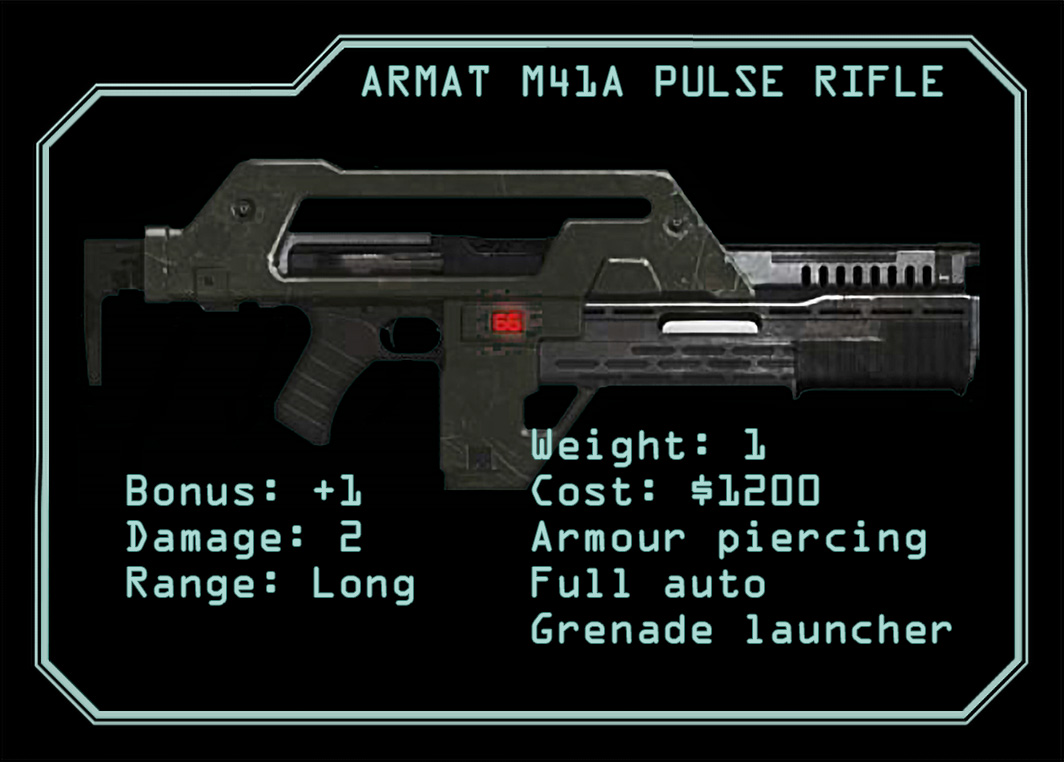 ARMAT M41A PULSE RIFLE
66
Bonus: +1
Damage: 2
Range: Long
Weight: 1
Cost: $1200
Armour piercing
Full auto
Grenade launcher